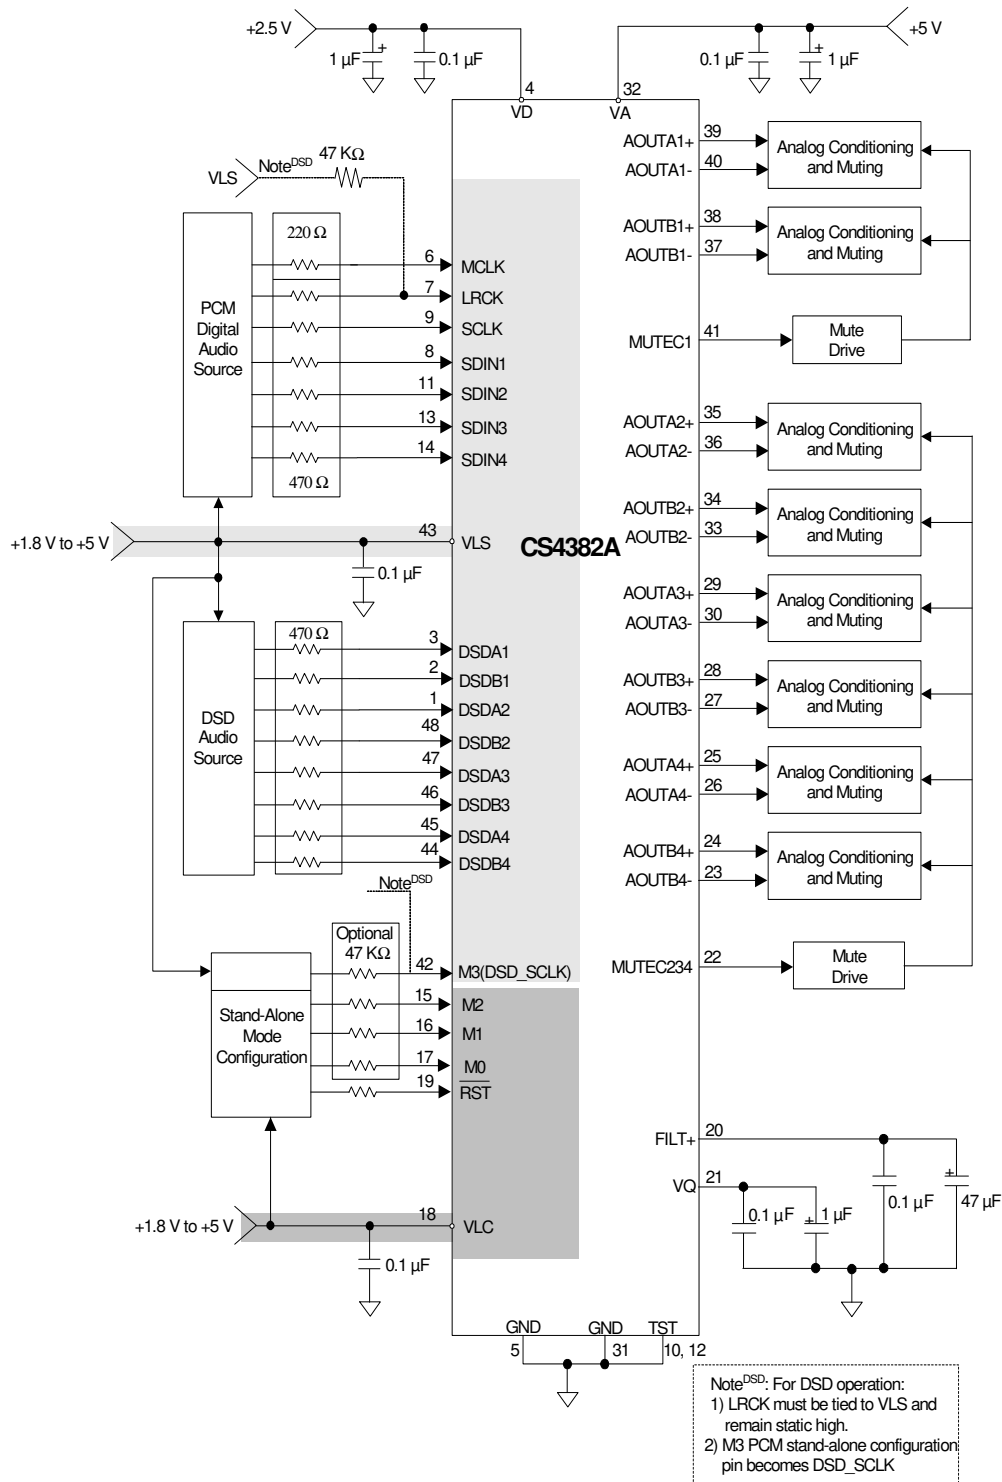 +2.5 V
1 µF
+
0.1 µF
0.1 µF
+
1 µF
+5 V
4
VD
32
VA
VLS
Note^DSD
47 KΩ
PCM
Digital
Audio
Source
220 Ω
470 Ω
6
MCLK
7
LRCK
9
SCLK
8
SDIN1
11
SDIN2
13
SDIN3
14
SDIN4
+1.8 V to +5 V
43
VLS
0.1 µF
CS4382A
DSD
Audio
Source
470 Ω
3
DSDA1
2
DSDB1
1
DSDA2
48
DSDB2
47
DSDA3
46
DSDB3
45
DSDA4
44
DSDB4
Note^DSD
Optional
47 KΩ
Stand-Alone
Mode
Configuration
42
M3(DSD_SCLK)
15
M2
16
M1
17
M0
19
RST
+1.8 V to +5 V
18
VLC
0.1 µF
AOUTA1+
39
AOUTA1-
40
Analog Conditioning
and Muting
AOUTB1+
38
AOUTB1-
37
Analog Conditioning
and Muting
MUTEC1
41
Mute
Drive
AOUTA2+
35
AOUTA2-
36
Analog Conditioning
and Muting
AOUTB2+
34
AOUTB2-
33
Analog Conditioning
and Muting
AOUTA3+
29
AOUTA3-
30
Analog Conditioning
and Muting
AOUTB3+
28
AOUTB3-
27
Analog Conditioning
and Muting
AOUTA4+
25
AOUTA4-
26
Analog Conditioning
and Muting
AOUTB4+
24
AOUTB4-
23
Analog Conditioning
and Muting
MUTEC234
22
Mute
Drive
FILT+
20
VQ
21
0.1 µF
+
1 µF
0.1 µF
+
47 µF
GND
5
GND
31
TST
10, 12
Note^DSD: For DSD operation:
1) LRCK must be tied to VLS and
remain static high.
2) M3 PCM stand-alone configuration
pin becomes DSD_SCLK